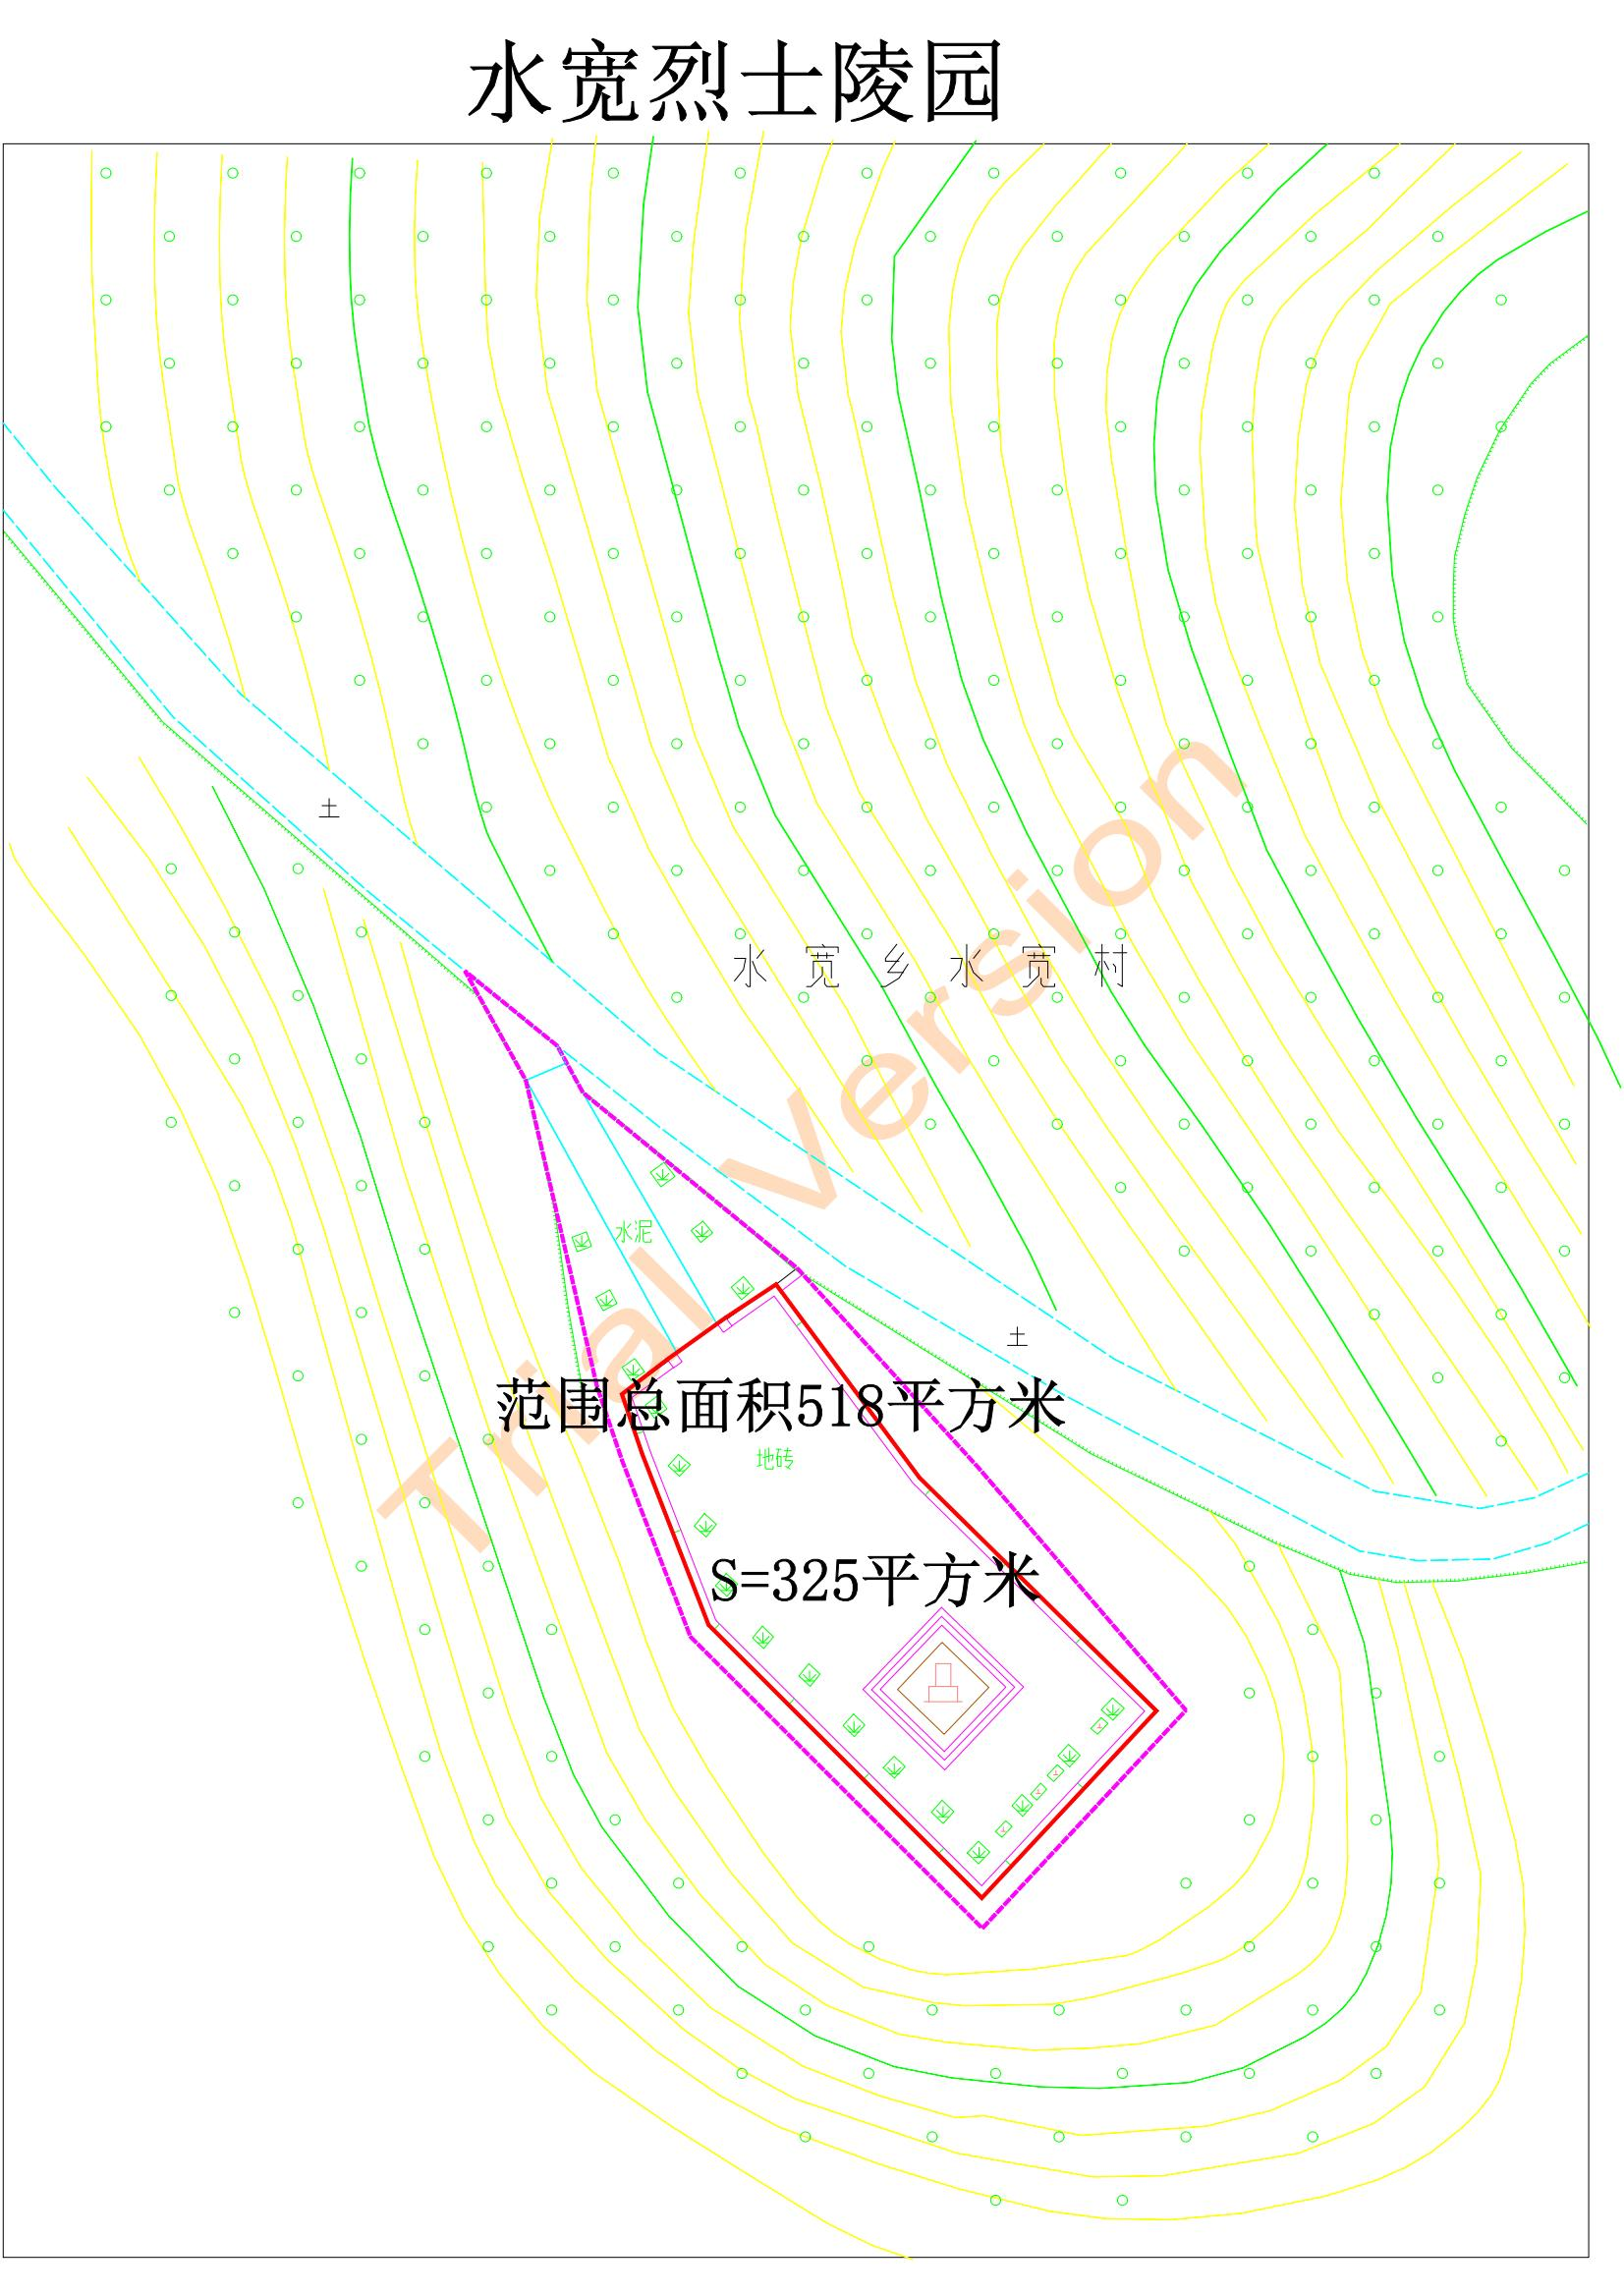 水宽烈士陵园
土
水宽乡水宽村
Trial Version
水泥
土
范围总面积518平方米
地砖
S=325平方米